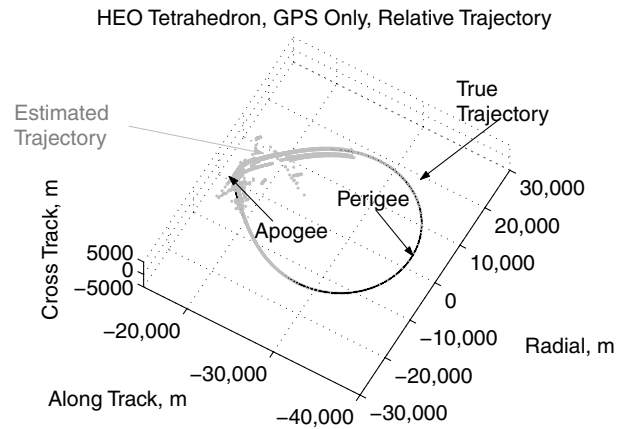 HEO Tetrahedron, GPS Only, Relative Trajectory
True
Trajectory
Estimated
Trajectory
Perigee
Apogee
Cross Track, m
5000
0
−5000
−20,000
−30,000
−40,000
Along Track, m
30,000
20,000
10,000
0
−10,000
−20,000
−30,000
Radial, m